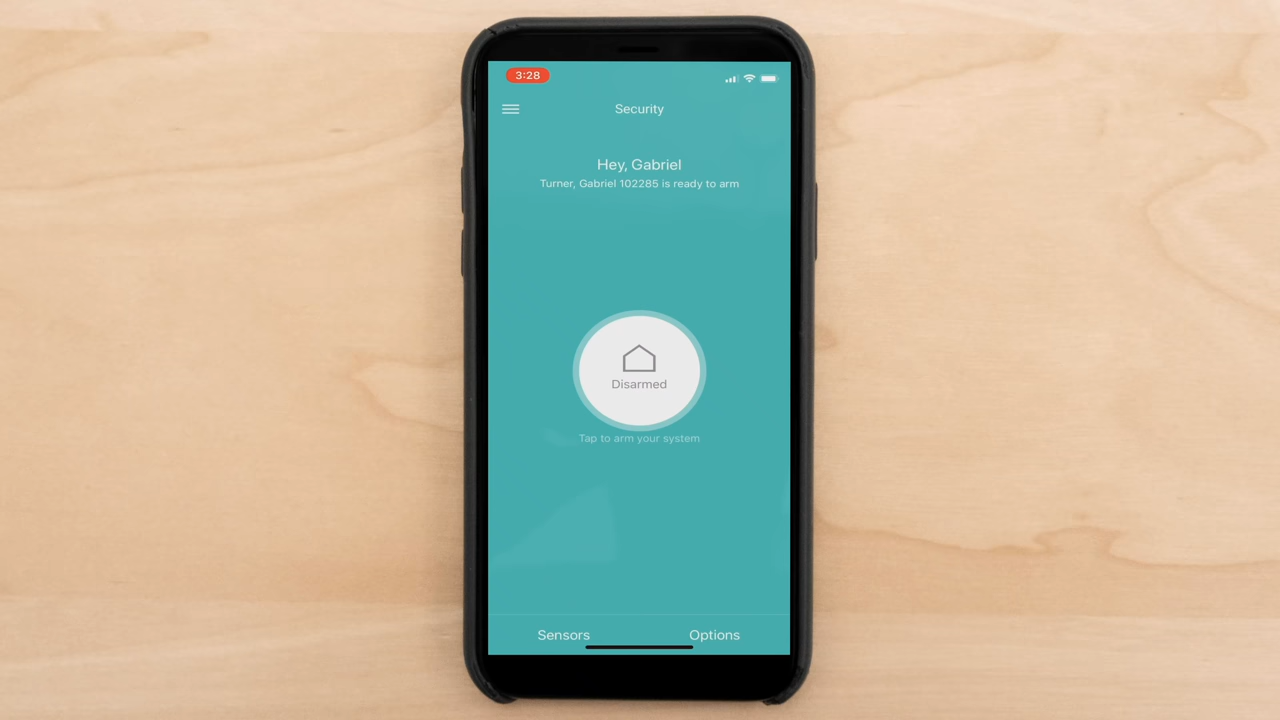 3:28
Security
Hey, Gabriel
Turner, Gabriel 102285 is ready to arm
Disarmed
Tap to arm your system
Sensors
Options